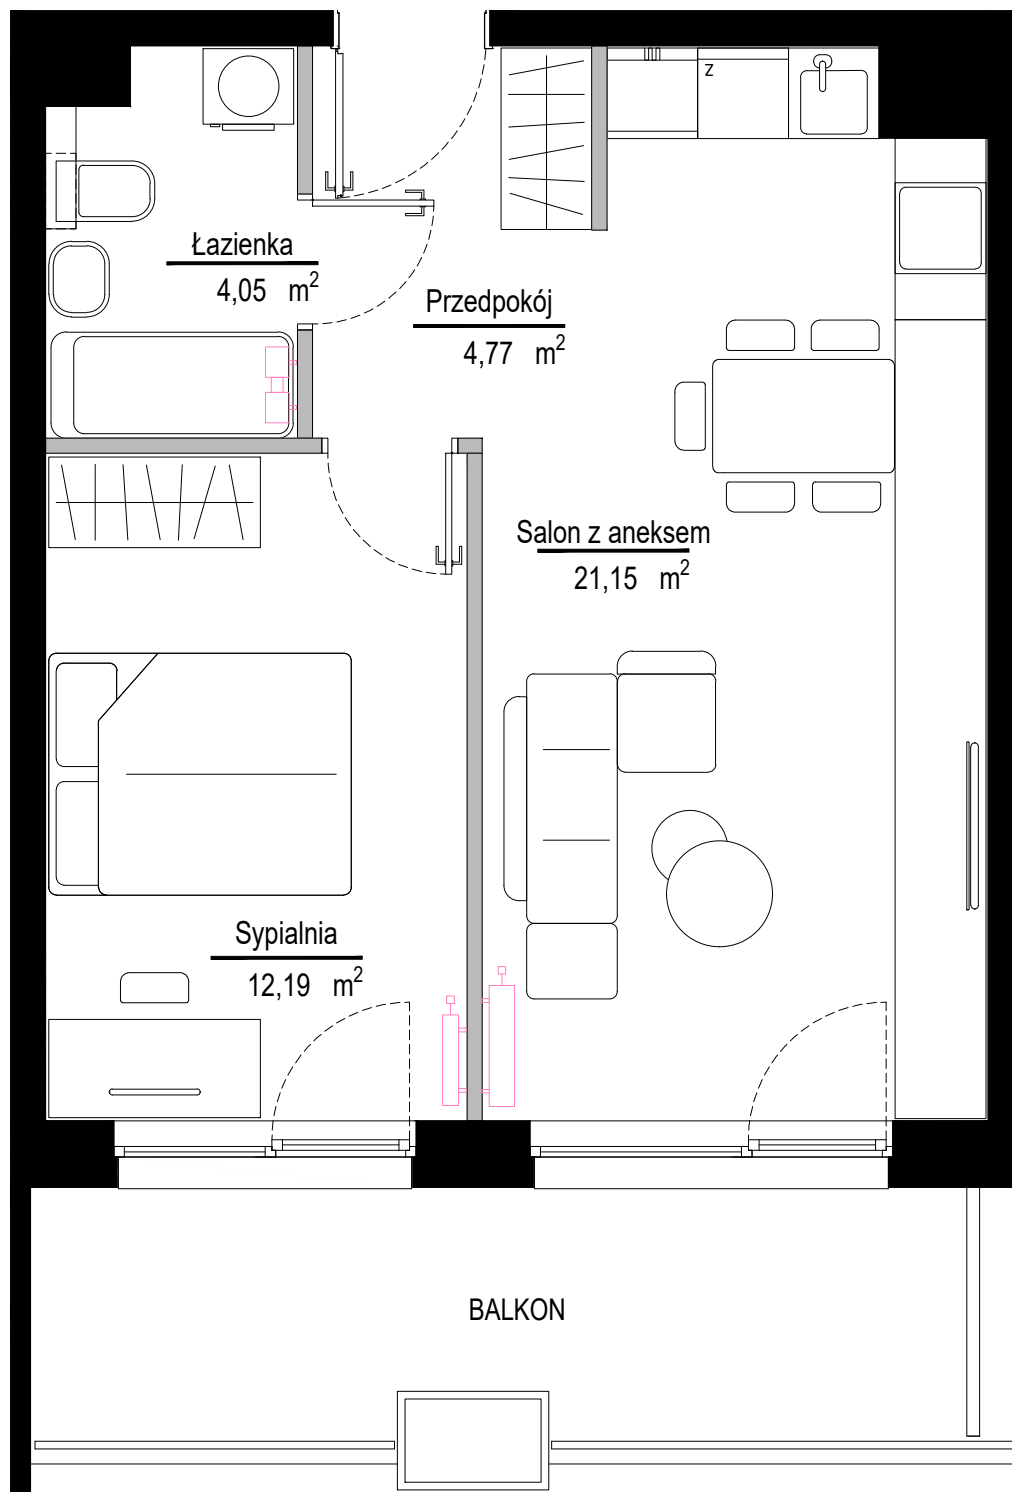 z
Łazienka
4,05 m²
Przedpokój
4,77 m²
Salon z aneksem
21,15 m²
Sypialnia
12,19 m²
BALKON